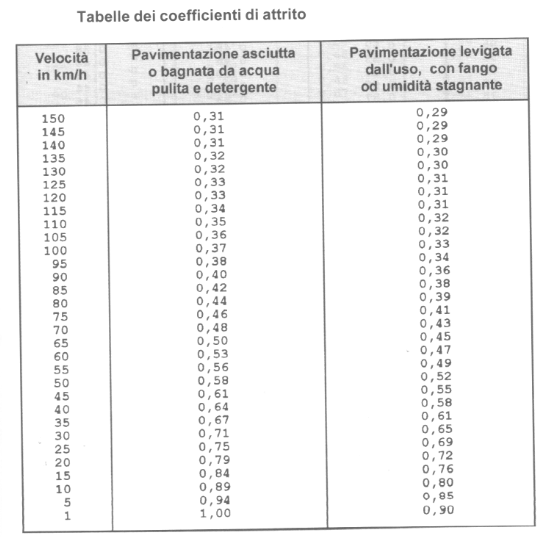 Tabelle dei coefficienti di attrito
Velocità
in km/h
Pavimentazione asciutta
o bagnata da acqua
pulita e detergente
Pavimentazione levigata
dall'uso, con fango
od umidità stagnante
150 0,31 0,29
145 0,31 0,29
140 0,31 0,29
135 0,32 0,30
130 0,32 0,30
125 0,33 0,31
120 0,33 0,31
115 0,34 0,31
110 0,35 0,32
105 0,36 0,32
100 0,37 0,33
95 0,38 0,34
90 0,40 0,36
85 0,42 0,38
80 0,44 0,39
75 0,46 0,41
70 0,48 0,43
65 0,50 0,45
60 0,53 0,47
55 0,56 0,49
50 0,58 0,52
45 0,61 0,55
40 0,64 0,58
35 0,67 0,61
30 0,71 0,65
25 0,75 0,69
20 0,79 0,72
15 0,84 0,76
10 0,89 0,80
5 0,94 0,85
1 1,00 0,90